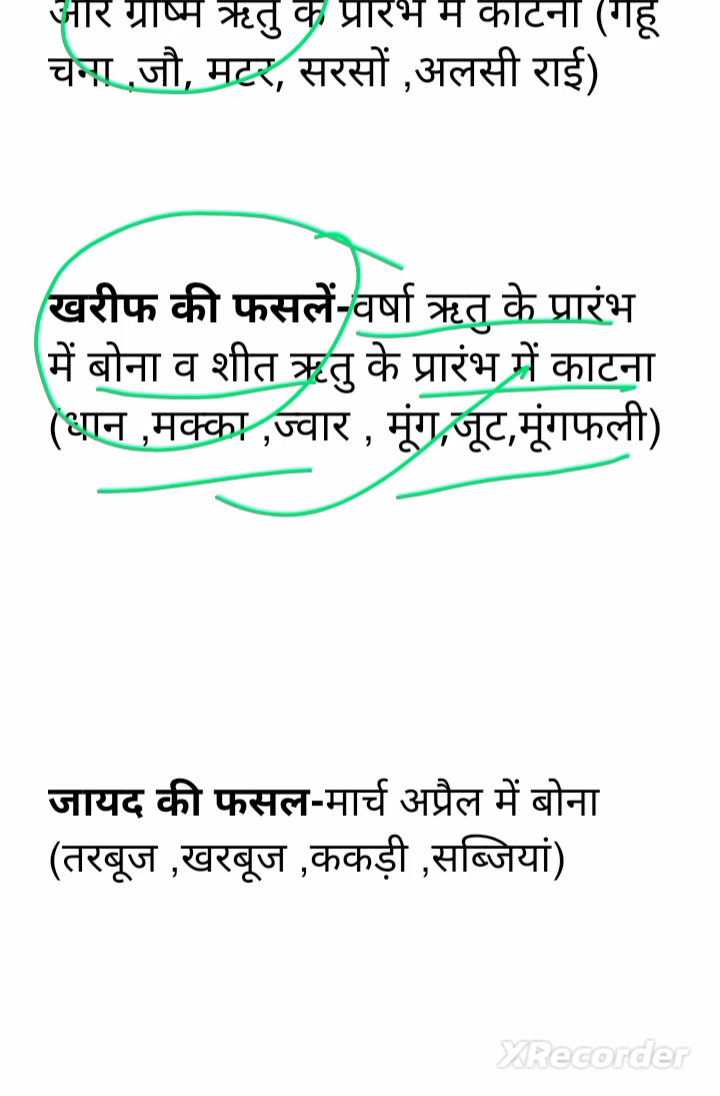 और ग्रीष्म ऋतु के प्रारंभ में काटना (गेहूं
चना ,जौ, मटर, सरसों ,अलसी राई)
खरीफ की फसलें-वर्षा ऋतु के प्रारंभ
में बोना व शीत ऋतु के प्रारंभ में काटना
(धान ,मक्का ,ज्वार , मूंग,जूट,मूंगफली)
जायद की फसल-मार्च अप्रैल में बोना
(तरबूज ,खरबूज ,ककड़ी ,सब्जियां)
XRecorder